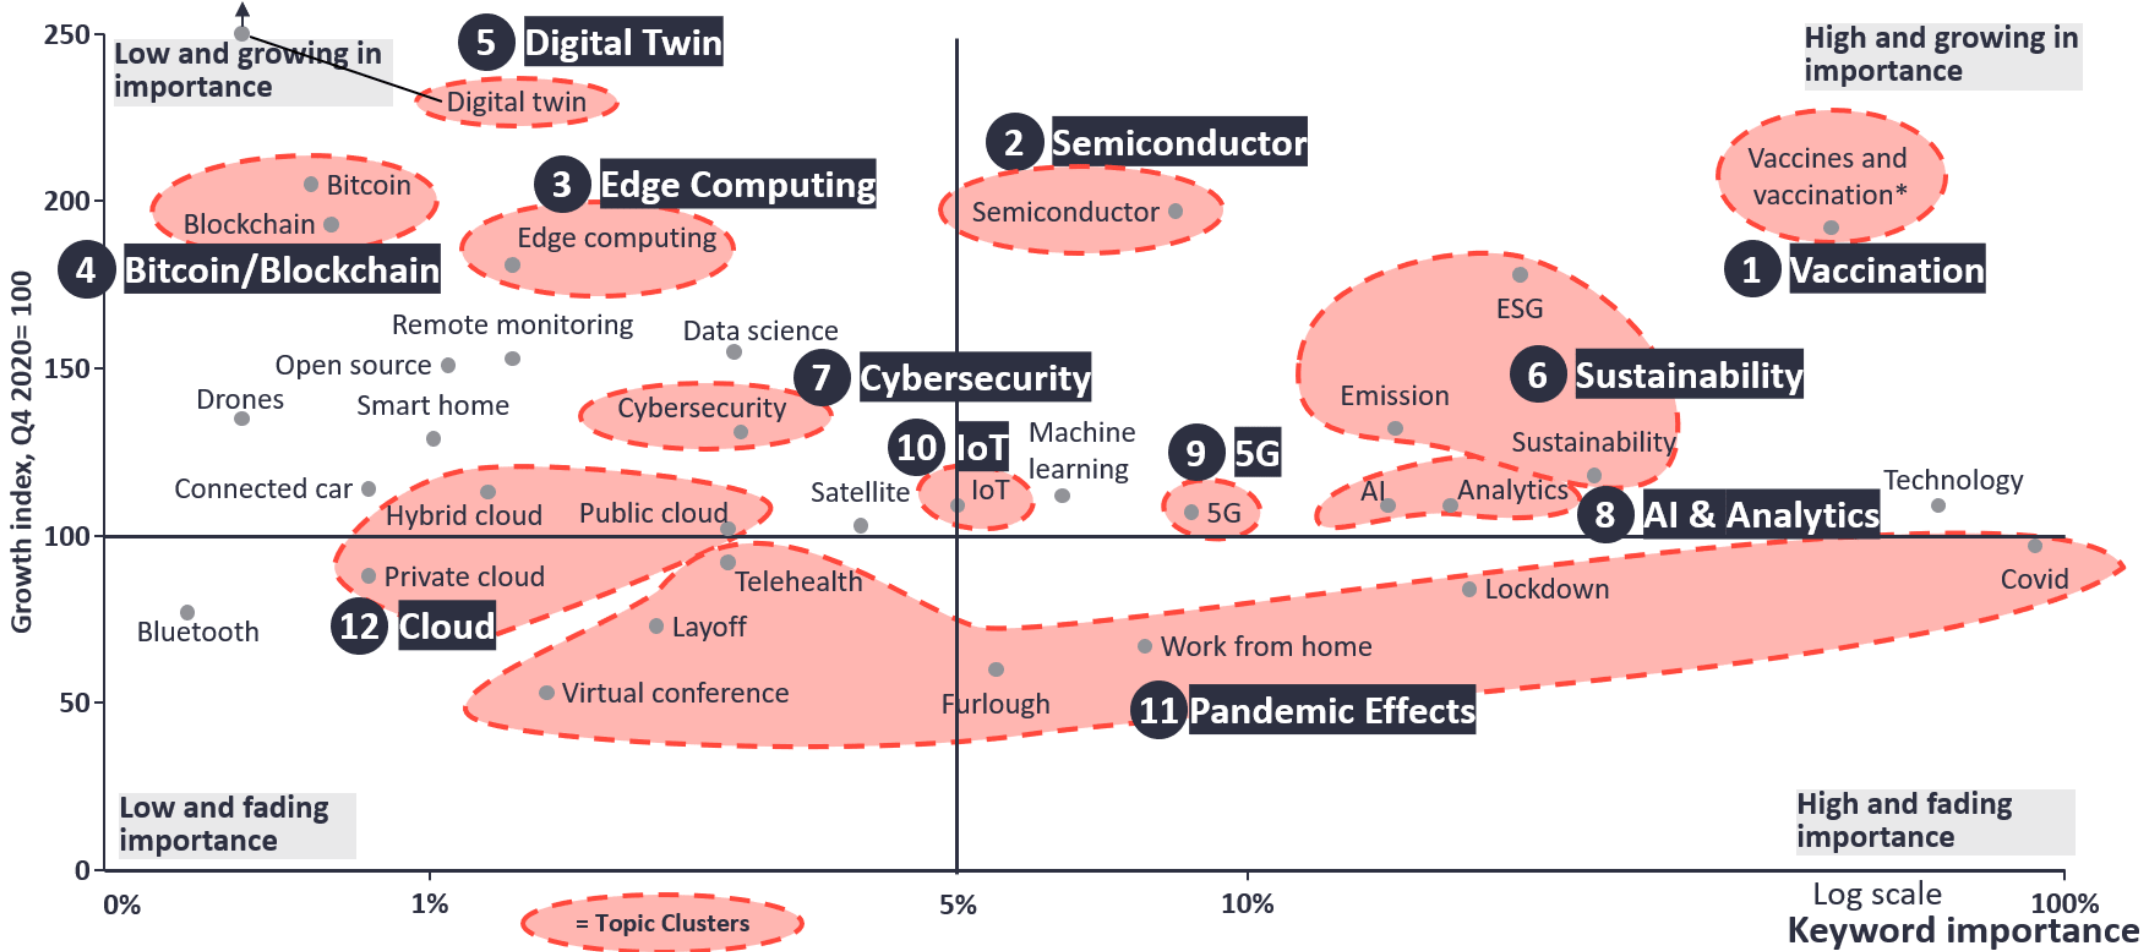 250
Low and growing in
importance
5 Digital Twin
Digital twin
High and growing in
importance
2 Semiconductor
Semiconductor
Vaccines and
vaccination*
1 Vaccination
200
Bitcoin
Blockchain
4 Bitcoin/Blockchain
3 Edge Computing
Edge computing
ESG
Emission
6 Sustainability
Sustainability
Remote monitoring
Data science
150
Open source
Drones
Smart home
7 Cybersecurity
Cybersecurity
10 IoT
IoT
Machine
learning
9 5G
5G
AI
Analytics
8 AI & Analytics
Technology
Connected car
Hybrid cloud
Public cloud
Satellite
100
Private cloud
12 Cloud
Bluetooth
Telehealth
Layoff
Virtual conference
Furlough
Work from home
Lockdown
Covid
11 Pandemic Effects
50
Low and fading
importance
High and fading
importance
0
Growth index, Q4 2020= 100
0%
1%
5%
10%
100%
Log scale
Keyword importance
= Topic Clusters